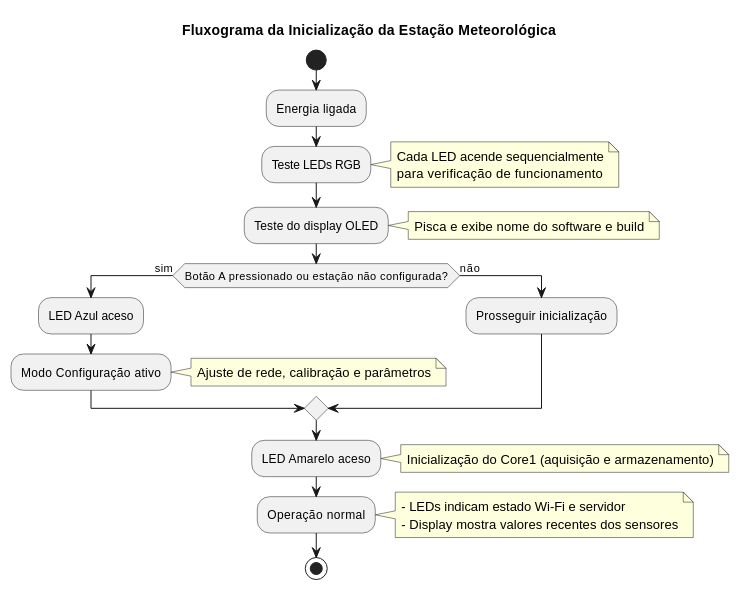 Fluxograma da Inicialização da Estação Meteorológica
Energia ligada
Teste LEDs RGB
Cada LED acende sequencialmente
para verificação de funcionamento
Teste do display OLED
Pisca e exibe nome do software e build
sim
Botão A pressionado ou estação não configurada?
não
LED Azul aceso
Prosseguir inicialização
Modo Configuração ativo
Ajuste de rede, calibração e parâmetros
LED Amarelo aceso
Inicialização do Core1 (aquisição e armazenamento)
Operação normal
- LEDs indicam estado Wi-Fi e servidor
- Display mostra valores recentes dos sensores